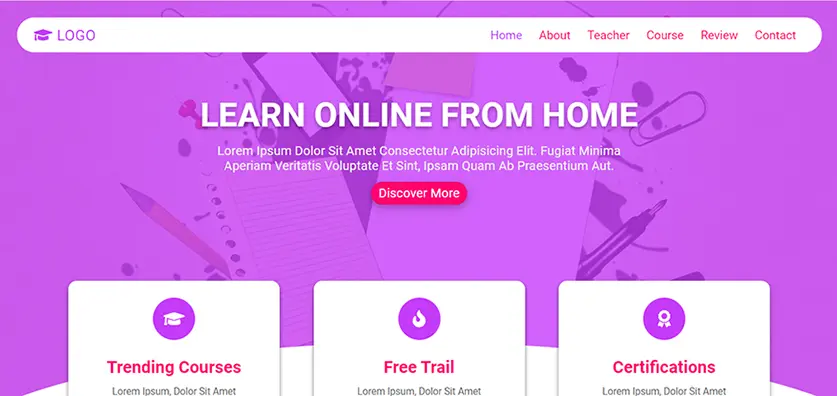 LOGO
Home About Teacher Course Review Contact
LEARN ONLINE FROM HOME
Lorem Ipsum Dolor Sit Amet Consectetur Adipisicing Elit. Fugiat Minima
Aperiam Veritatis Voluptate Et Sint, Ipsam Quam Ab Praesentium Aut.
Discover More
Trending Courses
Lorem Ipsum, Dolor Sit Amet
Free Trail
Lorem Ipsum, Dolor Sit Amet
Certifications
Lorem Ipsum, Dolor Sit Amet